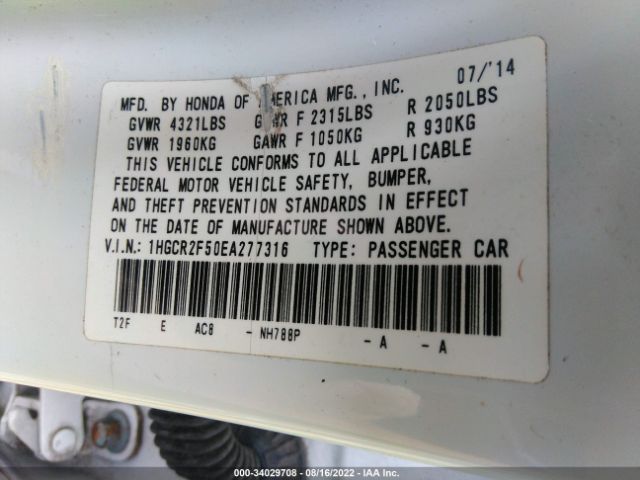 MFD. BY HONDA OF AMERICA MFG., INC. 07/'14
GVWR 4321LBS GAWR F 2315LBS R 2050LBS
GVWR 1960KG GAWR F 1050KG R 930KG
THIS VEHICLE CONFORMS TO ALL APPLICABLE
FEDERAL MOTOR VEHICLE SAFETY, BUMPER,
AND THEFT PREVENTION STANDARDS IN EFFECT
ON THE DATE OF MANUFACTURE SHOWN ABOVE.
V.I.N.: 1HGCR2F50EA277316 TYPE: PASSENGER CAR
T2F E AC8 - NH788P - A - A
000-34029708 - 08/16/2022 - IAA Inc.